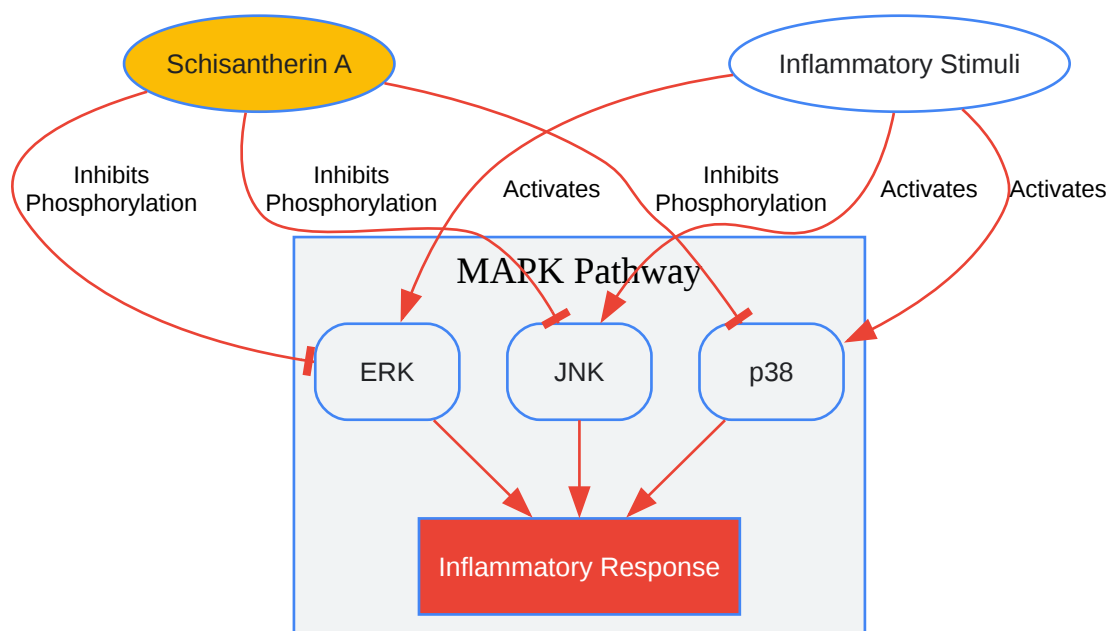 Schisantherin A
Inflammatory Stimuli
Inhibits
Phosphorylation
Inhibits
Phosphorylation
Activates
Inhibits
Phosphorylation
Activates
Activates
MAPK Pathway
ERK
JNK
p38
Inflammatory Response